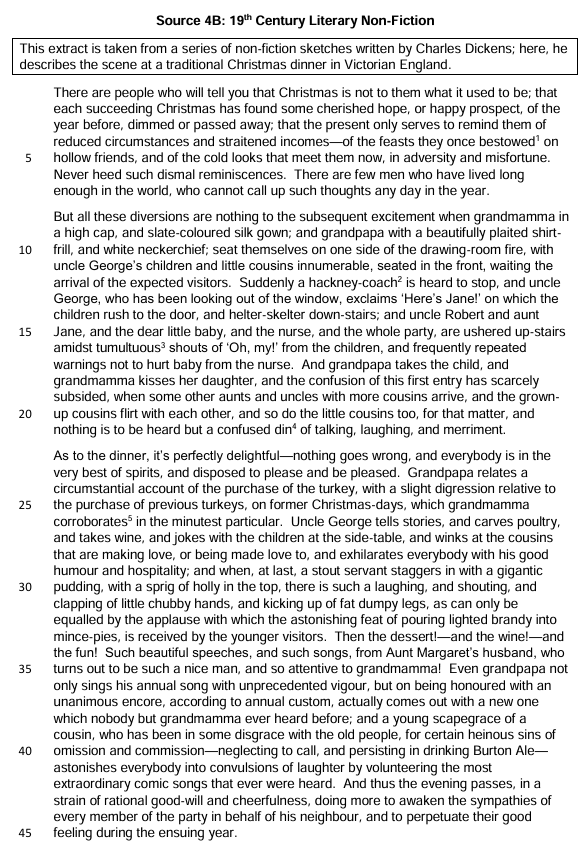 Source 4B: 19th Century Literary Non-Fiction
This extract is taken from a series of non-fiction sketches written by Charles Dickens; here, he
describes the scene at a traditional Christmas dinner in Victorian England.
There are people who will tell you that Christmas is not to them what it used to be; that
each succeeding Christmas has found some cherished hope, or happy prospect, of the
year before, dimmed or passed away; that the present only serves to remind them of
reduced circumstances and straitened incomes—of the feasts they once bestowed¹ on
5 hollow friends, and of the cold looks that meet them now, in adversity and misfortune.
Never heed such dismal reminiscences. There are few men who have lived long
enough in the world, who cannot call up such thoughts any day in the year.
But all these diversions are nothing to the subsequent excitement when grandmamma in
a high cap, and slate-coloured silk gown; and grandpapa with a beautifully plaited shirt-
10 frill, and white neckerchief; seat themselves on one side of the drawing-room fire, with
uncle George's children and little cousins innumerable, seated in the front, waiting the
arrival of the expected visitors. Suddenly a hackney-coach² is heard to stop, and uncle
George, who has been looking out of the window, exclaims 'Here's Jane!' on which the
children rush to the door, and helter-skelter down-stairs; and uncle Robert and aunt
15 Jane, and the dear little baby, and the nurse, and the whole party, are ushered up-stairs
amidst tumultuous³ shouts of 'Oh, my!' from the children, and frequently repeated
warnings not to hurt baby from the nurse. And grandpapa takes the child, and
grandmamma kisses her daughter, and the confusion of this first entry has scarcely
subsided, when some other aunts and uncles with more cousins arrive, and the grown-
20 up cousins flirt with each other, and so do the little cousins too, for that matter, and
nothing is to be heard but a confused din⁴ of talking, laughing, and merriment.
As to the dinner, it's perfectly delightful—nothing goes wrong, and everybody is in the
very best of spirits, and disposed to please and be pleased. Grandpapa relates a
circumstantial account of the purchase of the turkey, with a slight digression relative to
25 the purchase of previous turkeys, on former Christmas-days, which grandmamma
corroborates⁵ in the minutest particular. Uncle George tells stories, and carves poultry,
and takes wine, and jokes with the children at the side-table, and winks at the cousins
that are making love, or being made love to, and exhilarates everybody with his good
humour and hospitality; and when, at last, a stout servant staggers in with a gigantic
30 pudding, with a sprig of holly in the top, there is such a laughing, and shouting, and
clapping of little chubby hands, and kicking up of fat dumpy legs, as can only be
equalled by the applause with which the astonishing feat of pouring lighted brandy into
mince-pies, is received by the younger visitors. Then the dessert!—and the wine!—and
the fun! Such beautiful speeches, and such songs, from Aunt Margaret's husband, who
35 turns out to be such a nice man, and so attentive to grandmamma! Even grandpapa not
only sings his annual song with unprecedented vigour, but on being honoured with an
unanimous encore, according to annual custom, actually comes out with a new one
which nobody but grandmamma ever heard before; and a young scapegrace of a
cousin, who has been in some disgrace with the old people, for certain heinous sins of
40 omission and commission—neglecting to call, and persisting in drinking Burton Ale—
astonishes everybody into convulsions of laughter by volunteering the most
extraordinary comic songs that ever were heard. And thus the evening passes, in a
strain of rational good-will and cheerfulness, doing more to awaken the sympathies of
every member of the party in behalf of his neighbour, and to perpetuate their good
45 feeling during the ensuing year.